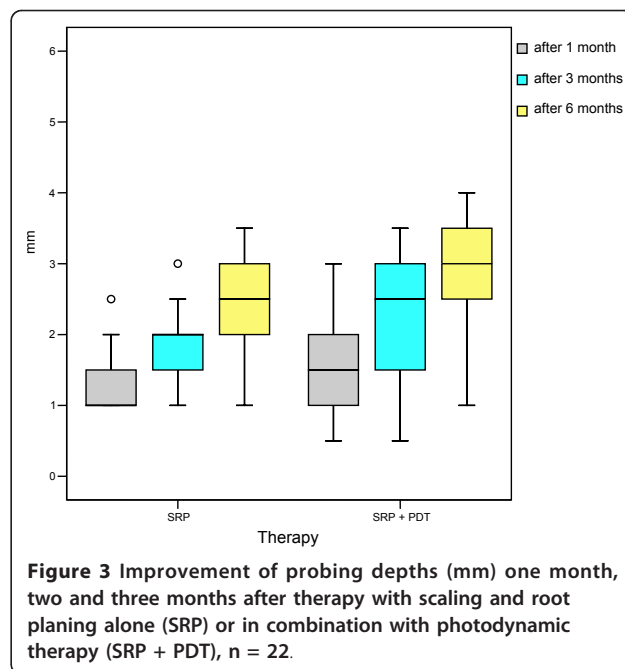 6
5
4
3
2
1
0
mm
SRP
SRP + PDT
Therapy
after 1 month
after 3 months
after 6 months
Figure 3 Improvement of probing depths (mm) one month,
two and three months after therapy with scaling and root
planing alone (SRP) or in combination with photodynamic
therapy (SRP + PDT), n = 22.